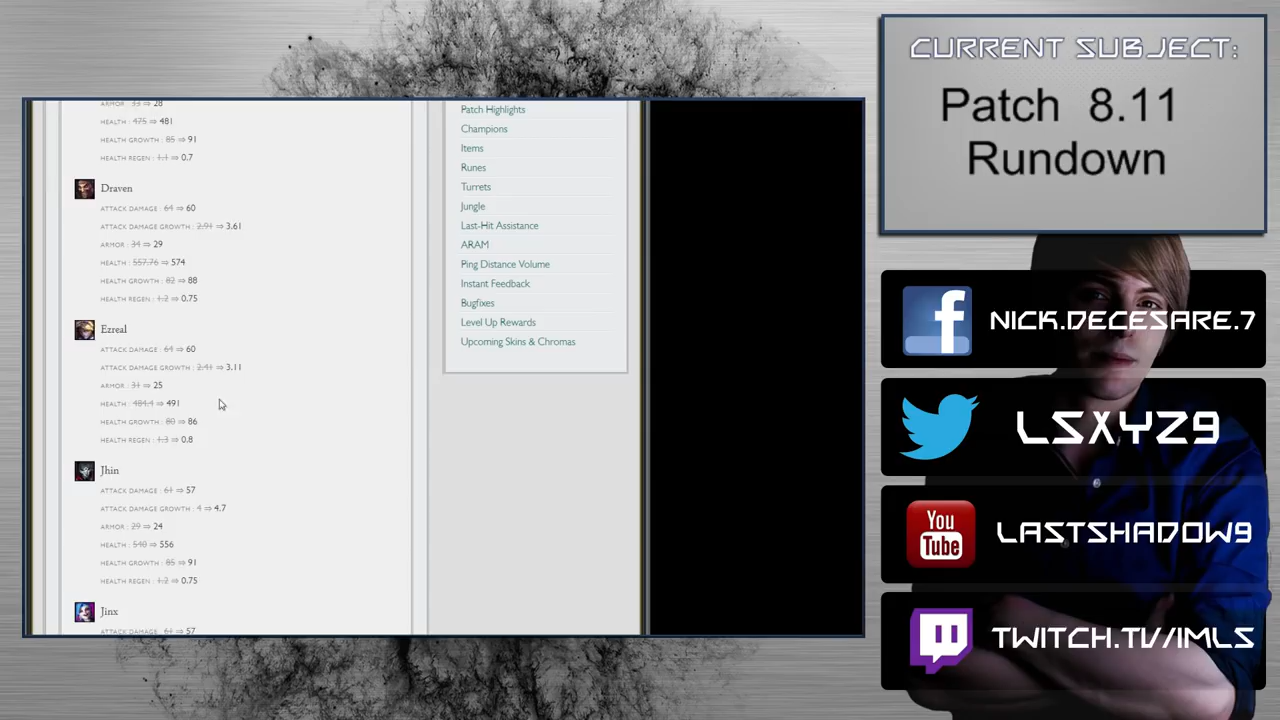 ARMOR : 33 ⇒ 28
HEALTH : 475 ⇒ 481
HEALTH GROWTH : 85 ⇒ 91
HEALTH REGEN : 1.1 ⇒ 0.7
Draven
ATTACK DAMAGE : 64 ⇒ 60
ATTACK DAMAGE GROWTH : 2.91 ⇒ 3.61
ARMOR : 34 ⇒ 29
HEALTH : 557.76 ⇒ 574
HEALTH GROWTH : 82 ⇒ 88
HEALTH REGEN : 1.2 ⇒ 0.75
Ezreal
ATTACK DAMAGE : 64 ⇒ 60
ATTACK DAMAGE GROWTH : 2.41 ⇒ 3.11
ARMOR : 31 ⇒ 25
HEALTH : 484.4 ⇒ 491
HEALTH GROWTH : 80 ⇒ 86
HEALTH REGEN : 1.3 ⇒ 0.8
Jhin
ATTACK DAMAGE : 61 ⇒ 57
ATTACK DAMAGE GROWTH : 4 ⇒ 4.7
ARMOR : 29 ⇒ 24
HEALTH : 540 ⇒ 556
HEALTH GROWTH : 85 ⇒ 91
HEALTH REGEN : 1.2 ⇒ 0.75
Jinx
ATTACK DAMAGE : 61 ⇒ 57
Patch Highlights
Champions
Items
Runes
Turrets
Jungle
Last-Hit Assistance
ARAM
Ping Distance Volume
Instant Feedback
Bugfixes
Level Up Rewards
Upcoming Skins & Chromas
CURRENT SUBJECT:
Patch 8.11
Rundown
f
NICK.DECESARE.7
LSXYZ9
You
Tube
LASTSHADOW9
TWITCH.TV/IMLS